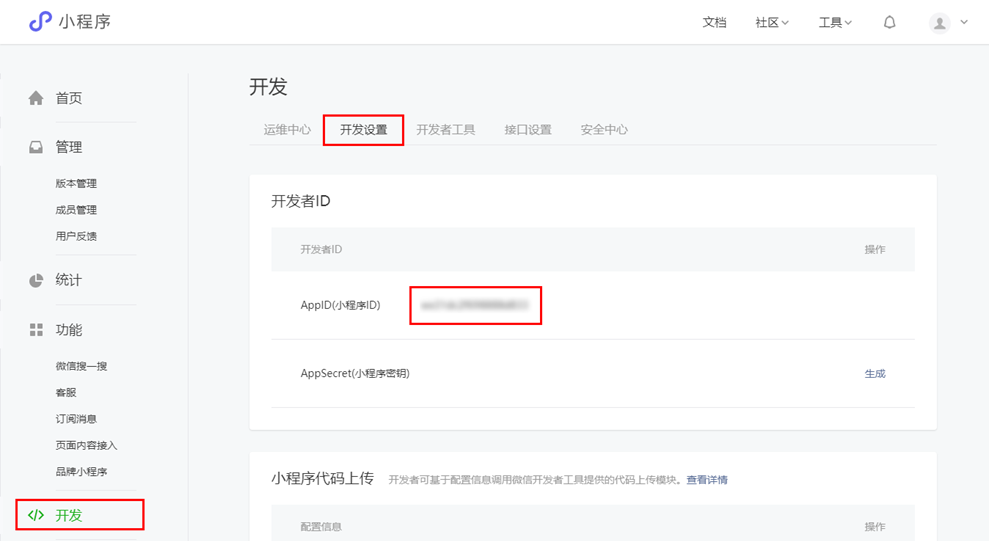 小程序
文档 社区 工具
首页
管理
版本管理
成员管理
用户反馈
统计
功能
微信搜一搜
客服
订阅消息
页面内容接入
品牌小程序
</> 开发
开发
运维中心 开发设置 开发者工具 接口设置 安全中心
开发者ID
开发者ID 操作
AppID(小程序ID)
AppSecret(小程序密钥) 生成
小程序代码上传 开发者可基于配置信息调用微信开发者工具提供的代码上传模块。查看详情
配置信息 操作